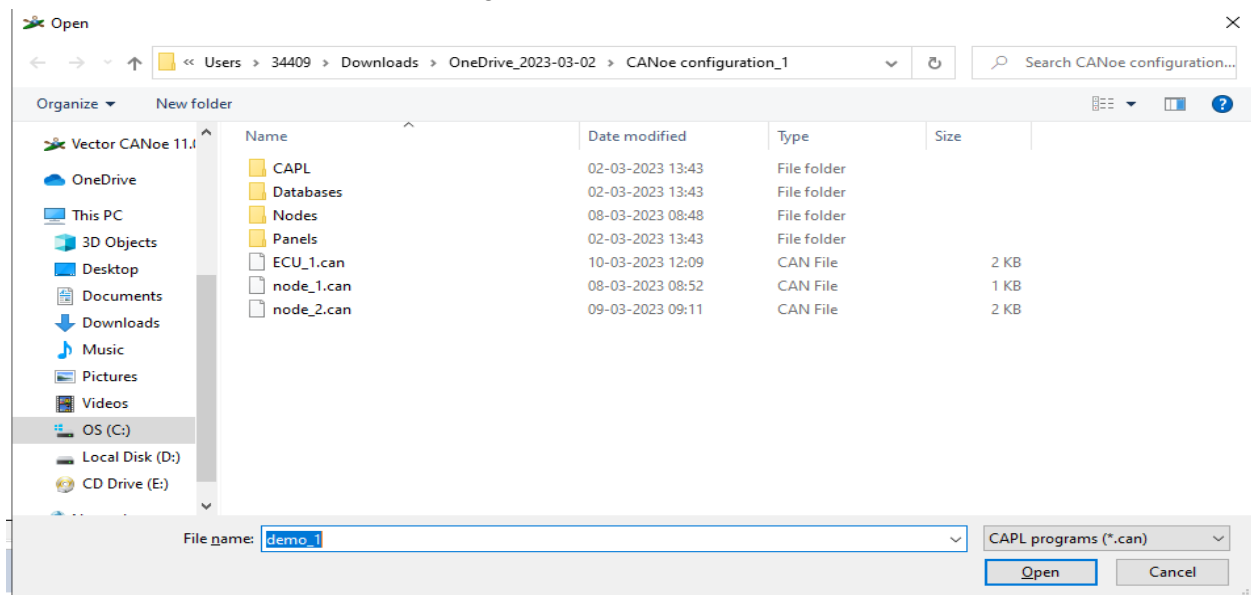 Open
« Users › 34409 › Downloads › OneDrive_2023-03-02 › CANoe configuration_1
Search CANoe configuration...
Organize New folder
Name Date modified Type Size
Vector CANoe 11.
OneDrive
This PC
3D Objects
Desktop
Documents
Downloads
Music
Pictures
Videos
OS (C:)
Local Disk (D:)
CD Drive (E:)
CAPL 02-03-2023 13:43 File folder
Databases 02-03-2023 13:43 File folder
Nodes 08-03-2023 08:48 File folder
Panels 02-03-2023 13:43 File folder
ECU_1.can 10-03-2023 12:09 CAN File 2 KB
node_1.can 08-03-2023 08:52 CAN File 1 KB
node_2.can 09-03-2023 09:11 CAN File 2 KB
File name: demo_1 CAPL programs (*.can)
Open Cancel